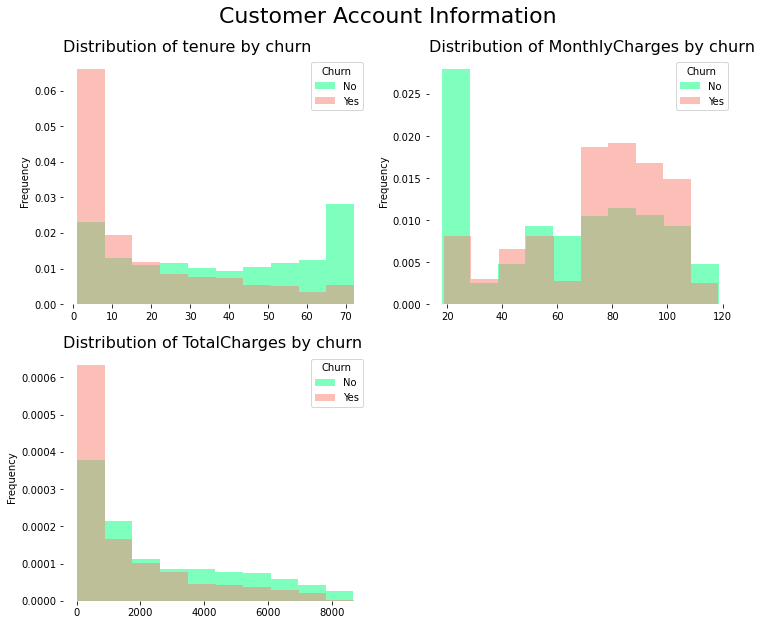 Customer Account Information
Distribution of tenure by churn
Churn
No
Yes
Frequency
0.06
0.05
0.04
0.03
0.02
0.01
0.00
0 10 20 30 40 50 60 70
Distribution of MonthlyCharges by churn
Churn
No
Yes
Frequency
0.025
0.020
0.015
0.010
0.005
0.000
20 40 60 80 100 120
Distribution of TotalCharges by churn
Churn
No
Yes
Frequency
0.0006
0.0005
0.0004
0.0003
0.0002
0.0001
0.0000
0 2000 4000 6000 8000